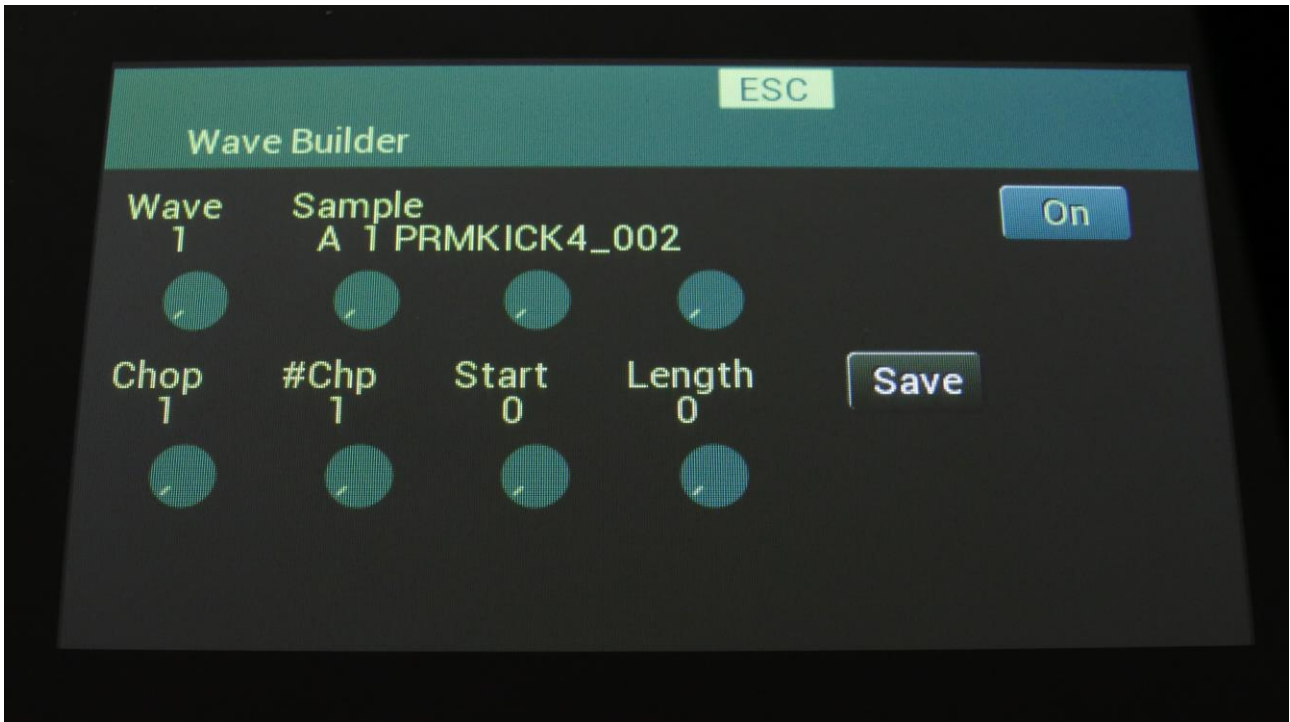 ESC
Wave Builder
Wave Sample On
1 A 1 PRMKICK4_002
Chop #Chp Start Length Save
1 1 0 0